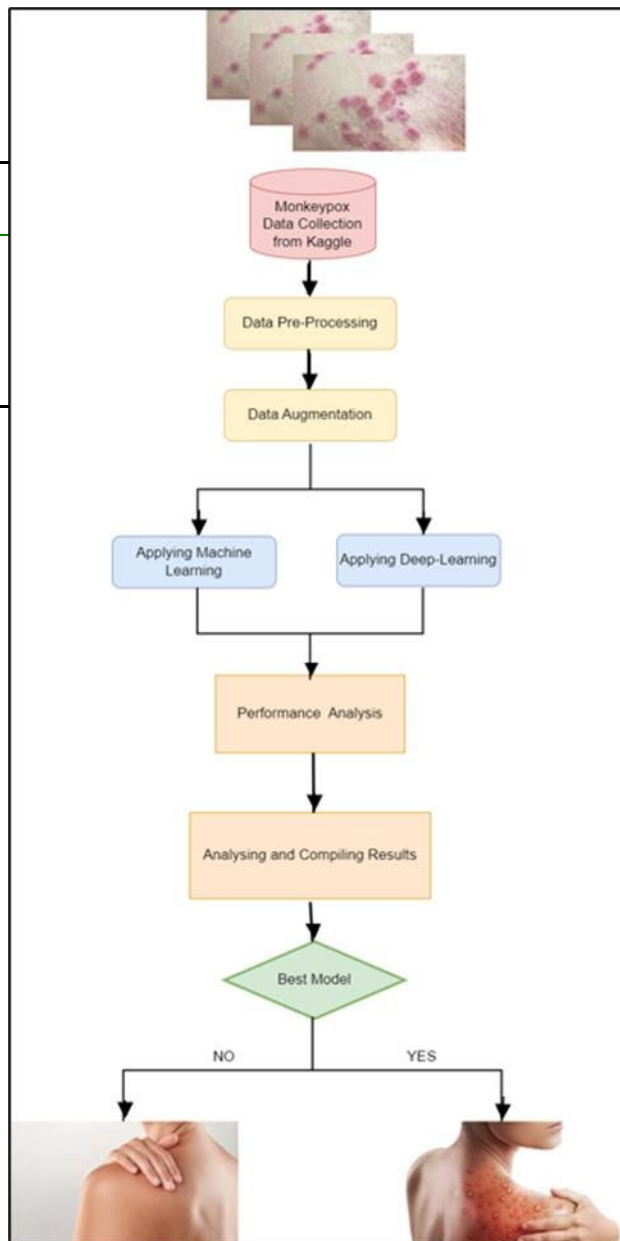 Monkeypox
Data Collection
from Kaggle
Data Pre-Processing
Data Augmentation
Applying Machine
Learning
Applying Deep-Learning
Performance Analysis
Analysing and Compiling Results
Best Model
NO
YES